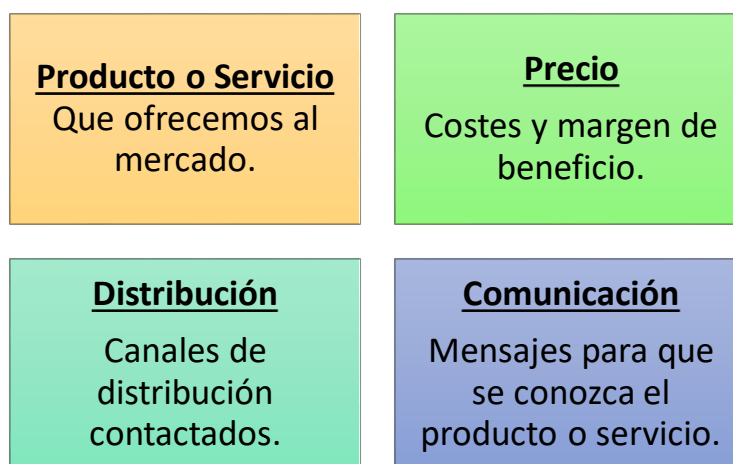 Producto o Servicio
Que ofrecemos al
mercado.
Precio
Costes y margen de
beneficio.
Distribución
Canales de
distribución
contactados.
Comunicación
Mensajes para que
se conozca el
producto o servicio.